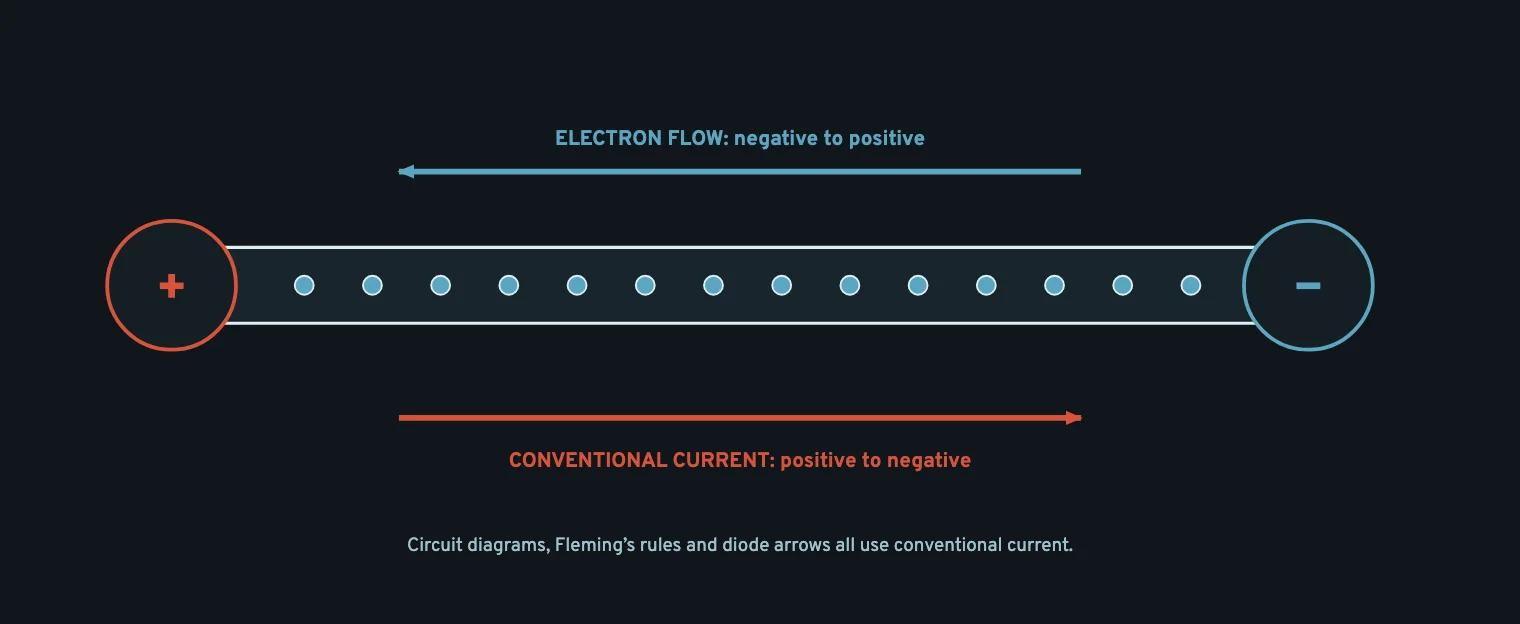 ELECTRON FLOW: negative to positive
+
−
CONVENTIONAL CURRENT: positive to negative
Circuit diagrams, Fleming’s rules and diode arrows all use conventional current.